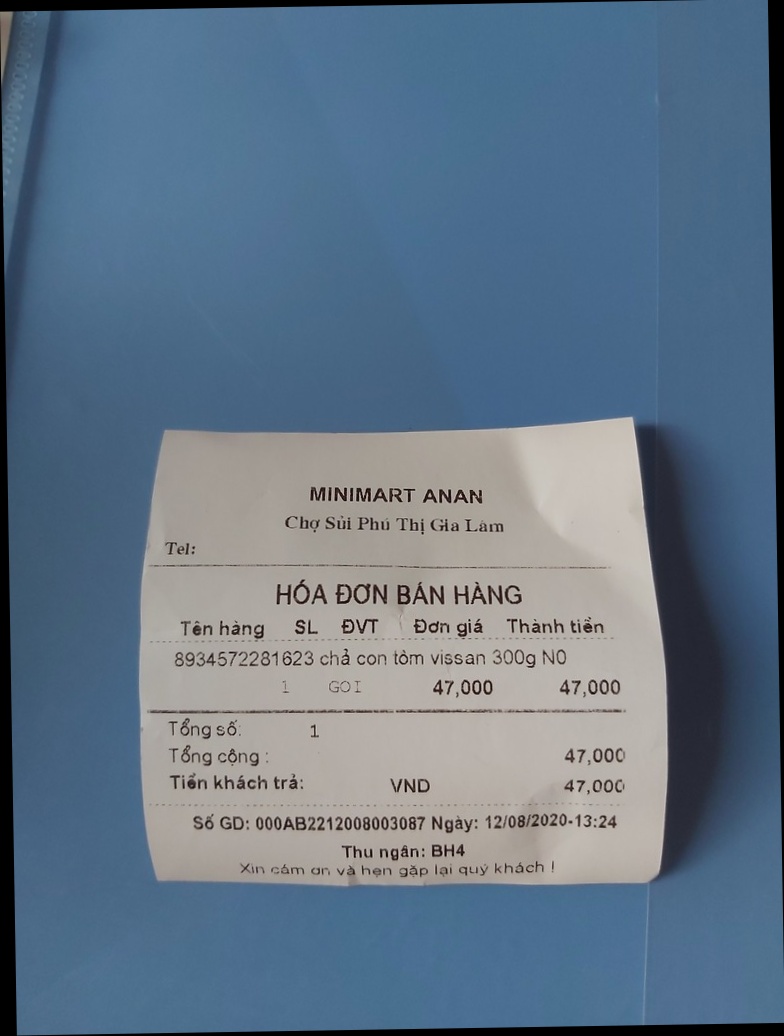 MINIMART ANAN
Chợ Sủi Phú Thị Gia Lâm
Tel:
HÓA ĐƠN BÁN HÀNG
Tên hàng SL ĐVT Đơn giá Thành tiền
8934572281623 chả con tôm vissan 300g N0
1 GOI 47,000 47,000
Tổng số: 1
Tổng cộng : 47,000
Tiền khách trả: VND 47,000
Số GD: 000AB2212008003087 Ngày: 12/08/2020-13:24
Thu ngân: BH4
Xin cám ơn và hẹn gặp lại quý khách !